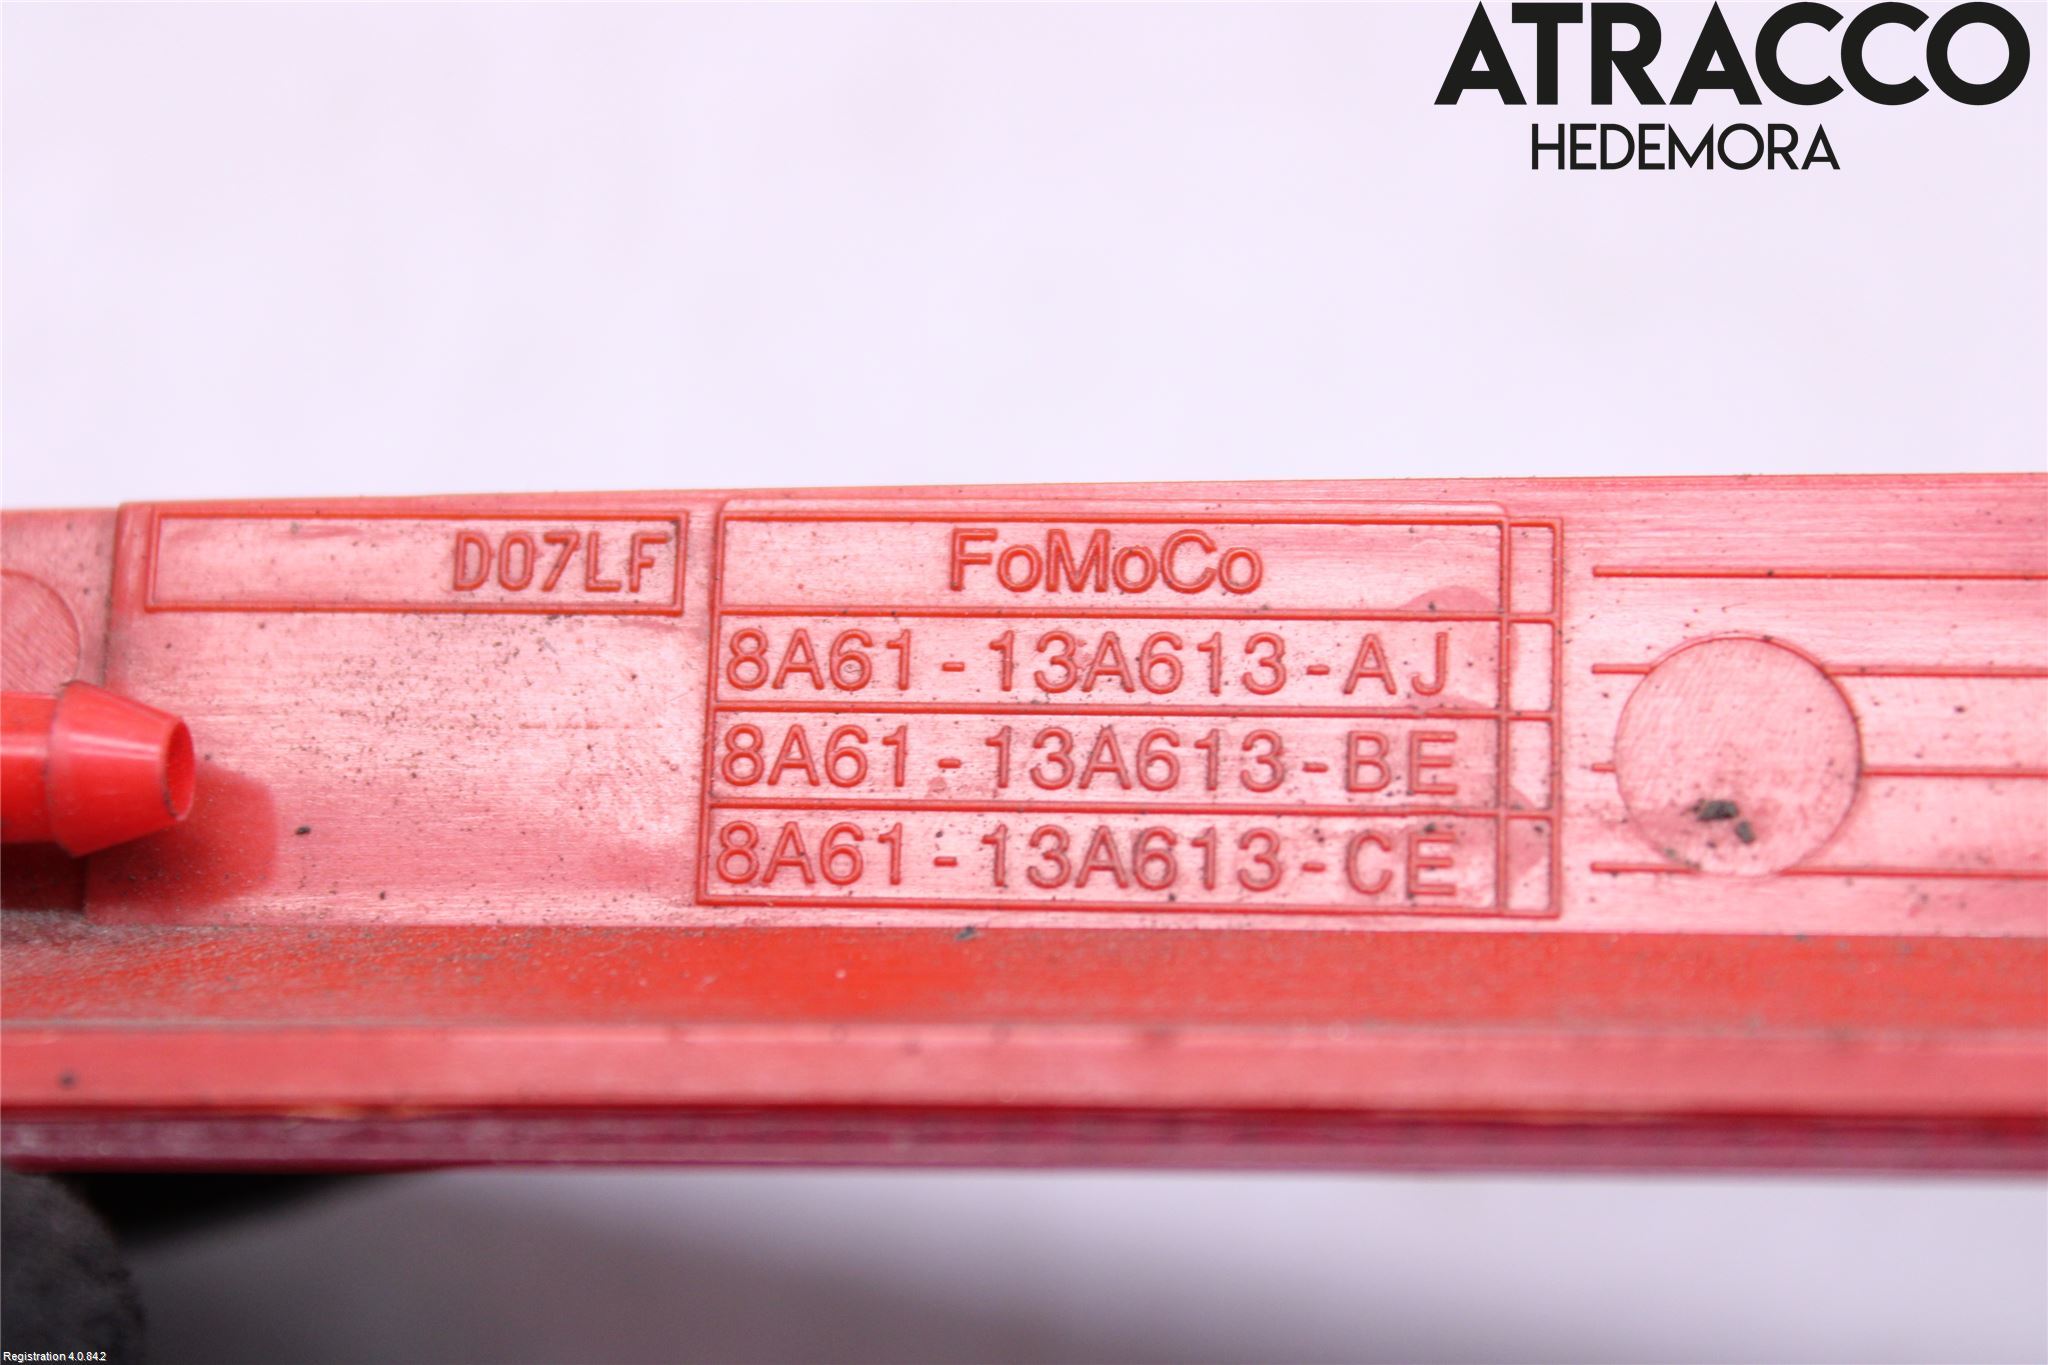 ATRACCO
HEDEMORA
D07LF
FoMoCo
8A61-13A613-AJ
8A61-13A613-BE
8A61-13A613-CE
Registration 4.0.84.2